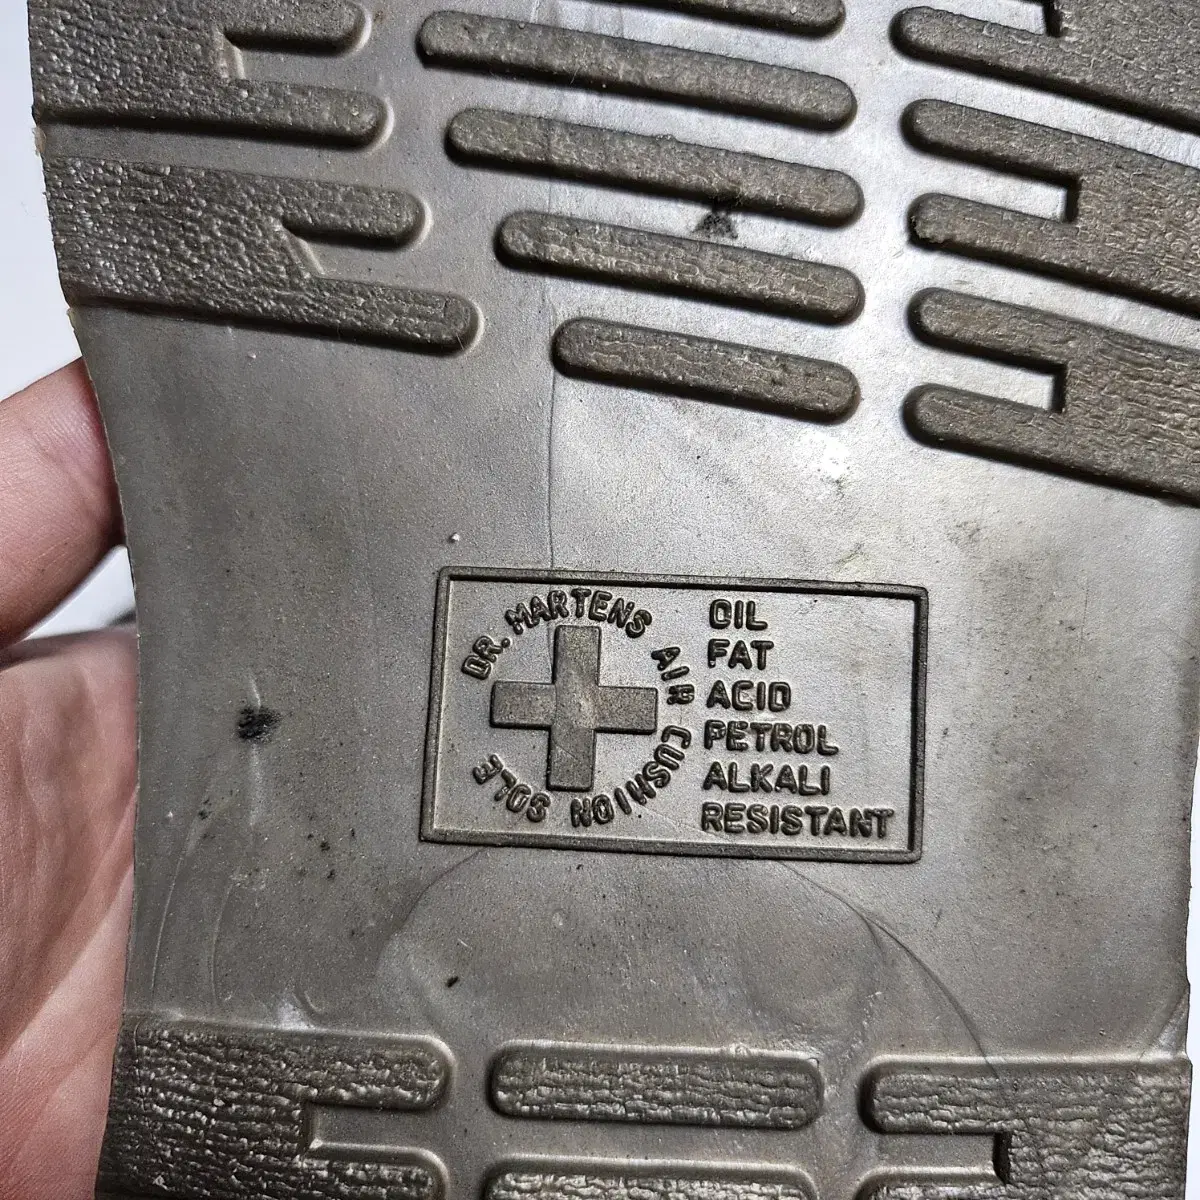 DR. MARTENS AIR CUSHION SOLE
OIL
FAT
ACID
PETROL
ALKALI
RESISTANT